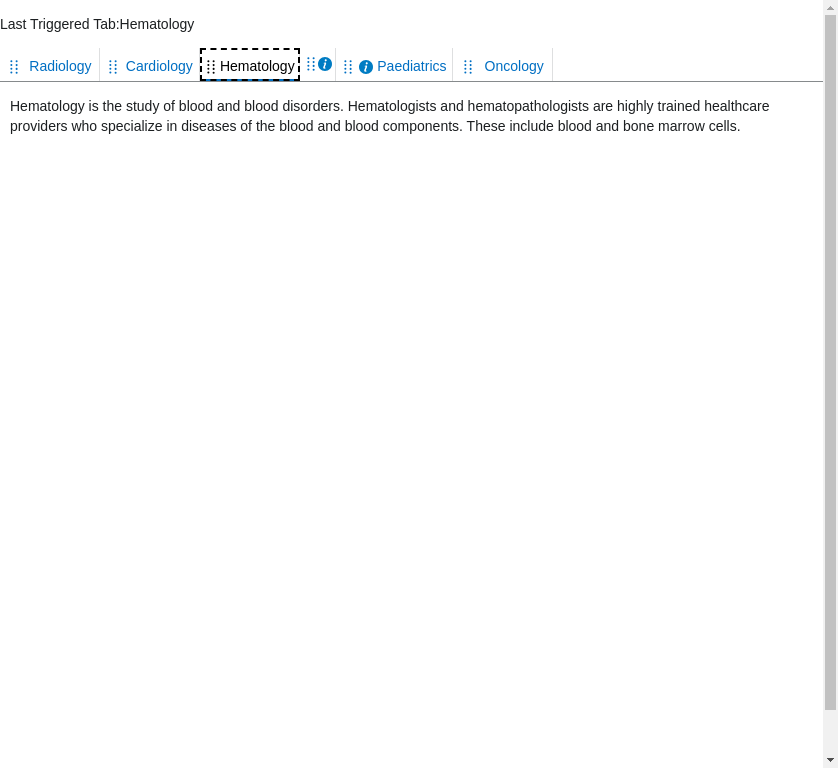 Last Triggered Tab:Hematology
Radiology Cardiology Hematology Paediatrics Oncology
Hematology is the study of blood and blood disorders. Hematologists and hematopathologists are highly trained healthcare
providers who specialize in diseases of the blood and blood components. These include blood and bone marrow cells.